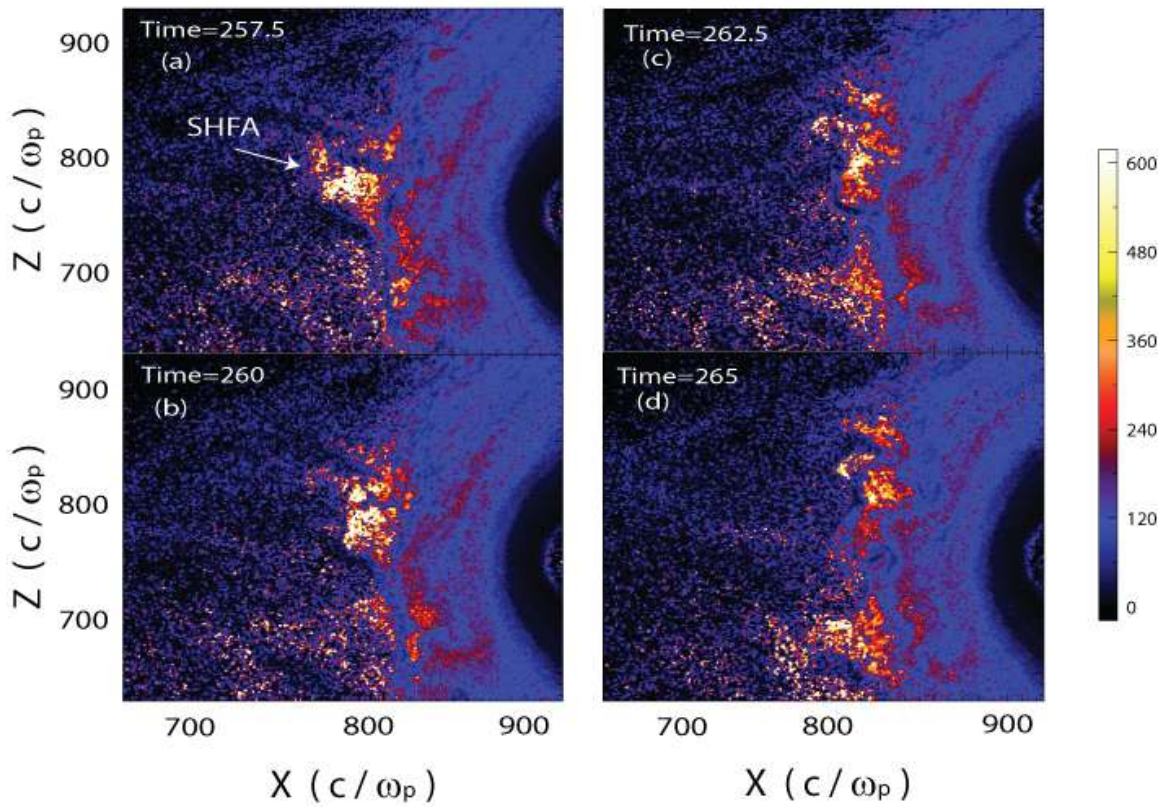 Time=257.5
(a)
SHFA
Time=262.5
(c)
Time=260
(b)
Time=265
(d)
900
800
700
Z ( c / ωp )
900
800
700
Z ( c / ωp )
700 800 900
X ( c / ωp )
700 800 900
X ( c / ωp )
600
480
360
240
120
0